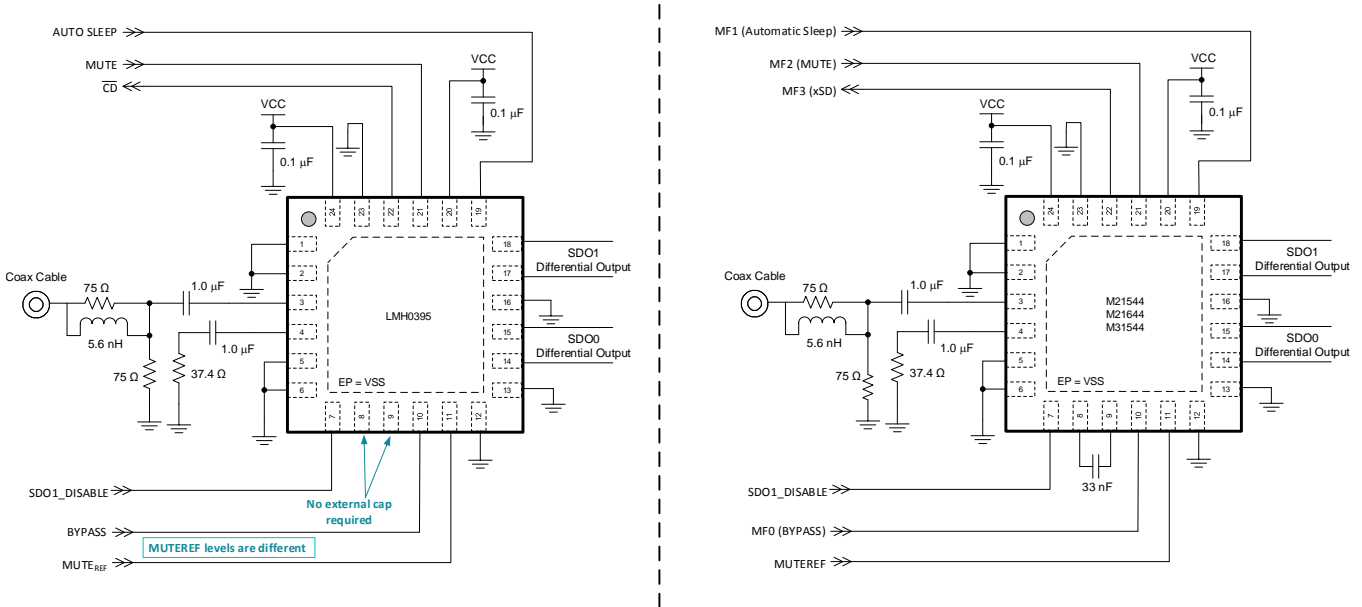 AUTO SLEEP
MUTE
CD
VCC
0.1 μF
VCC
0.1 μF
24
23
22
21
20
19
1
2
3
4
5
6
18
17
16
15
14
13
7
8
9
10
11
12
SDO1
Differential Output
SDO0
Differential Output
Coax Cable
75 Ω
1.0 μF
5.6 nH
1.0 μF
75 Ω
37.4 Ω
LMH0395
EP = VSS
SDO1_DISABLE
No external cap
required
BYPASS
MUTEREF levels are different
MUTEREF
MF1 (Automatic Sleep)
MF2 (MUTE)
MF3 (xSD)
VCC
0.1 μF
VCC
0.1 μF
24
23
22
21
20
19
1
2
3
4
5
6
18
17
16
15
14
13
7
8
9
10
11
12
SDO1
Differential Output
SDO0
Differential Output
Coax Cable
75 Ω
1.0 μF
5.6 nH
1.0 μF
75 Ω
37.4 Ω
M21544
M21644
M31544
EP = VSS
33 nF
SDO1_DISABLE
MF0 (BYPASS)
MUTEREF